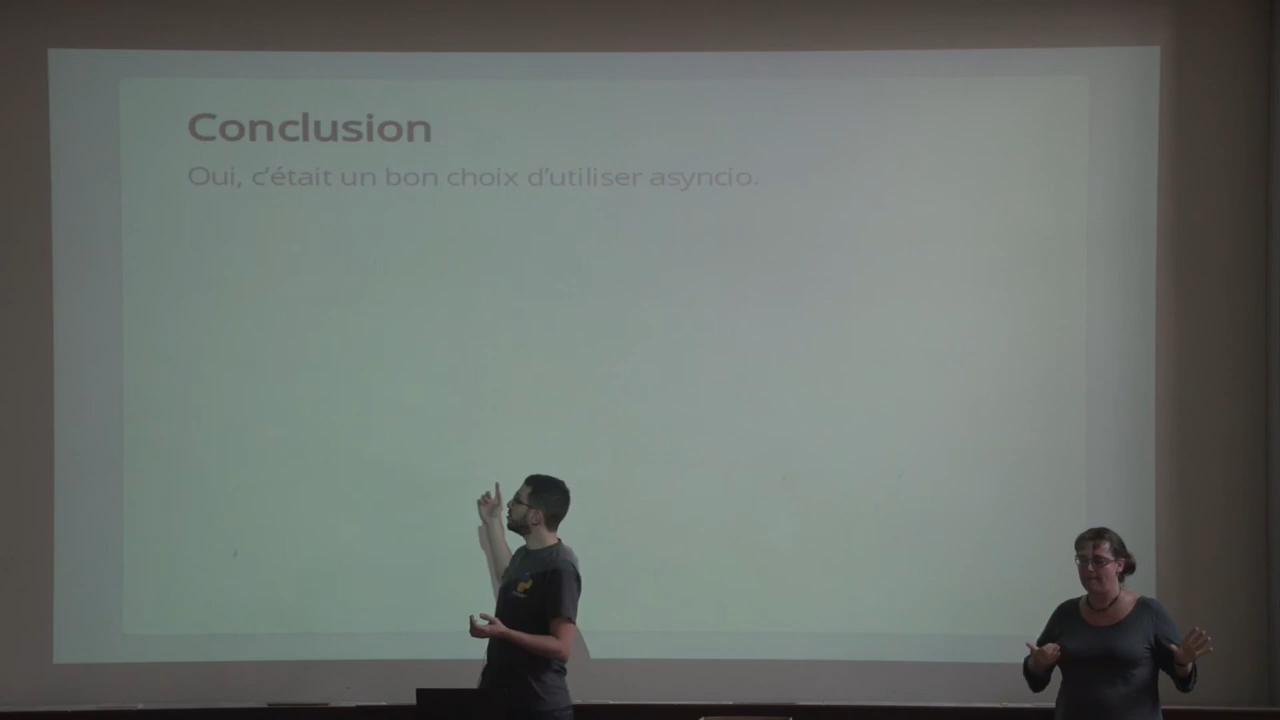 Conclusion
Oui, c'était un bon choix d'utiliser asyncio.